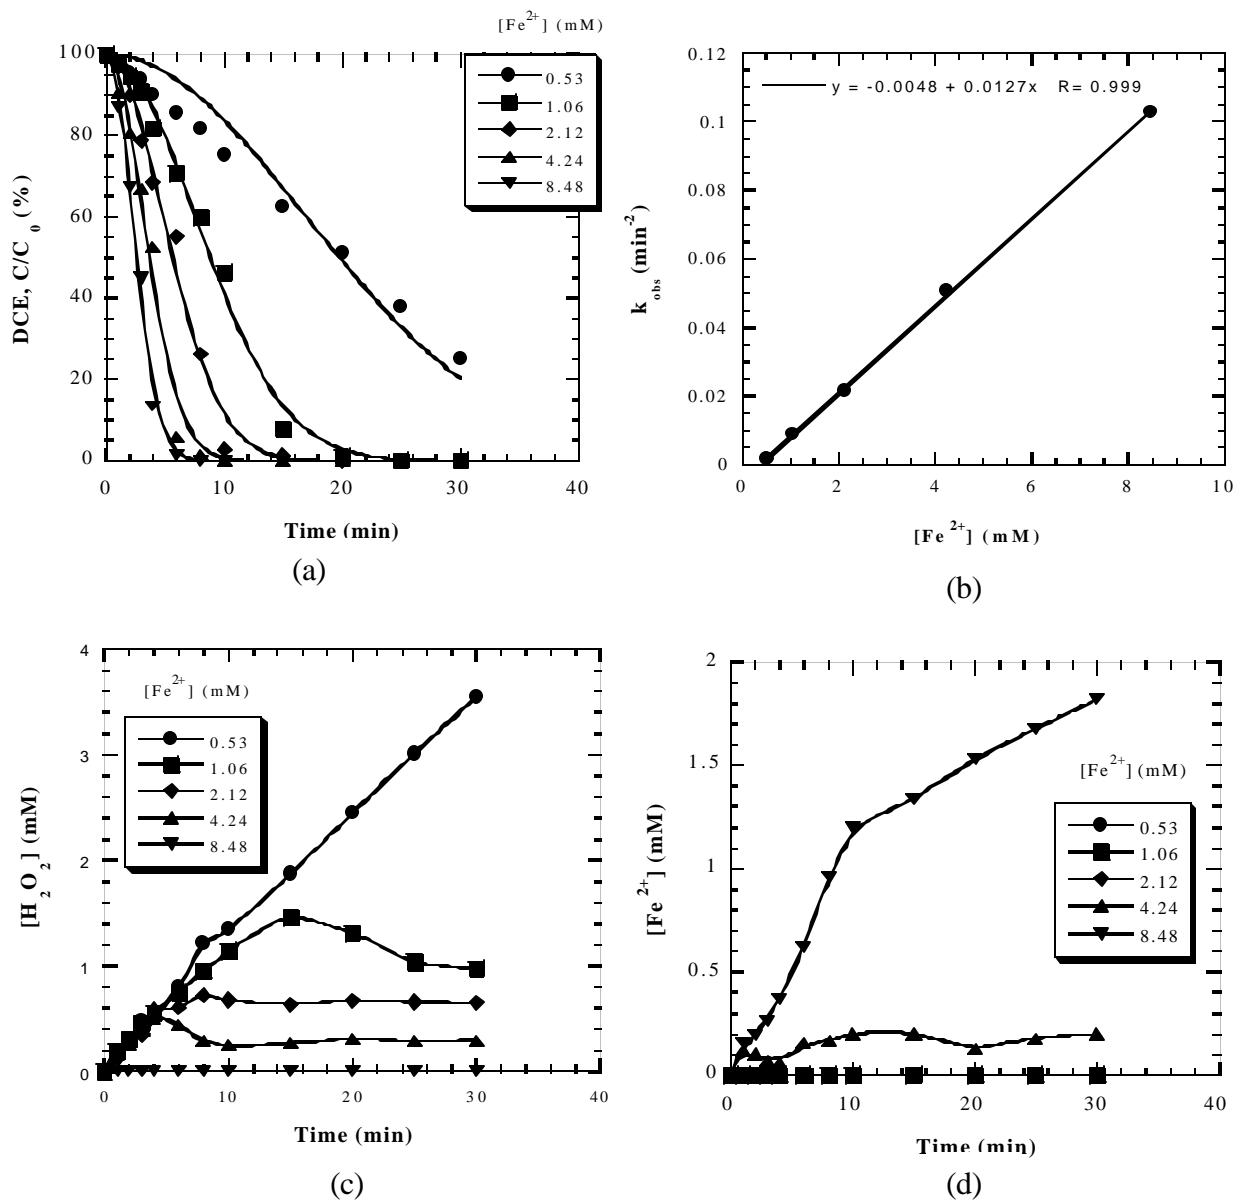 [Fe2+] (mM)
0.53
1.06
2.12
4.24
8.48
100
80
60
40
20
0
DCE, C/C0 (%)
0 10 20 30 40
Time (min)
(a)
y = -0.0048 + 0.0127x R= 0.999
0.12
0.1
0.08
0.06
0.04
0.02
0
kobs (min-2)
0 2 4 6 8 10
[Fe2+] (mM)
(b)
[Fe2+] (mM)
0.53
1.06
2.12
4.24
8.48
4
3
2
1
0
[H2O2] (mM)
0 10 20 30 40
Time (min)
(c)
[Fe2+] (mM)
0.53
1.06
2.12
4.24
8.48
2
1.5
1
0.5
0
[Fe2+] (mM)
0 10 20 30 40
Time (min)
(d)